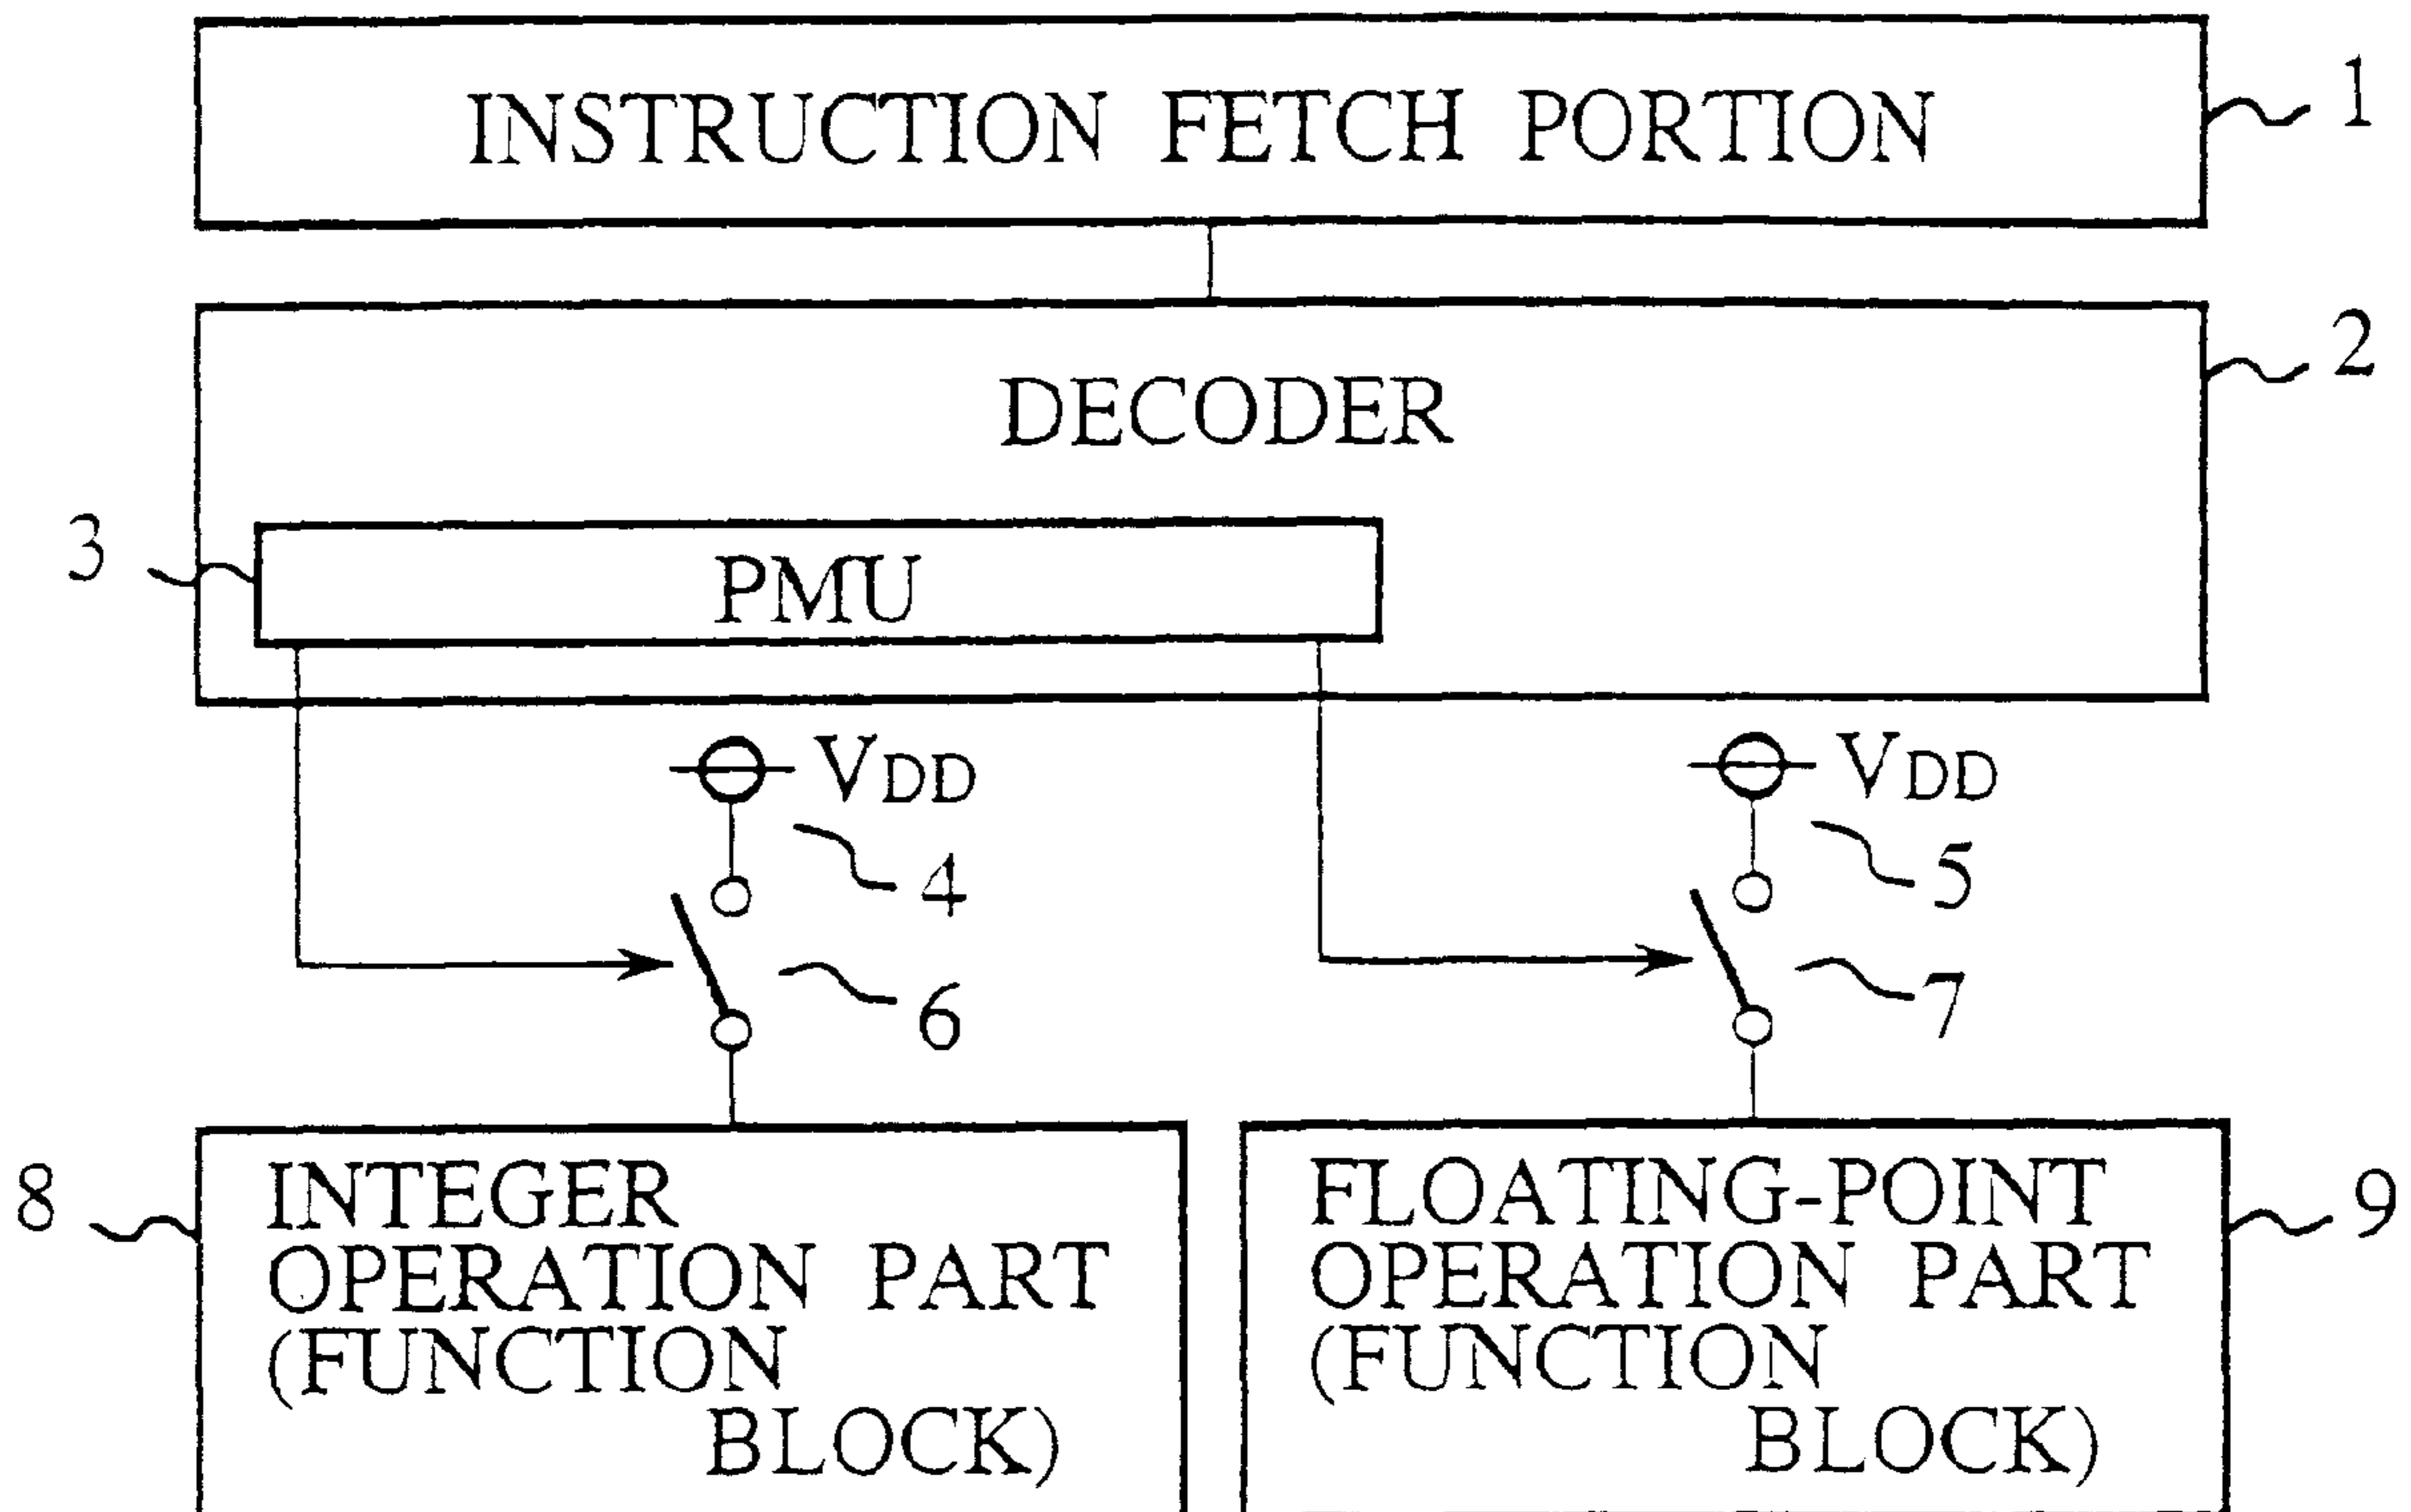 INSTRUCTION FETCH PORTION
1
DECODER
2
3
PMU
VDD
VDD
4
5
6
7
8
INTEGER
OPERATION PART
(FUNCTION
BLOCK)
FLOATING-POINT
OPERATION PART
(FUNCTION
BLOCK)
9